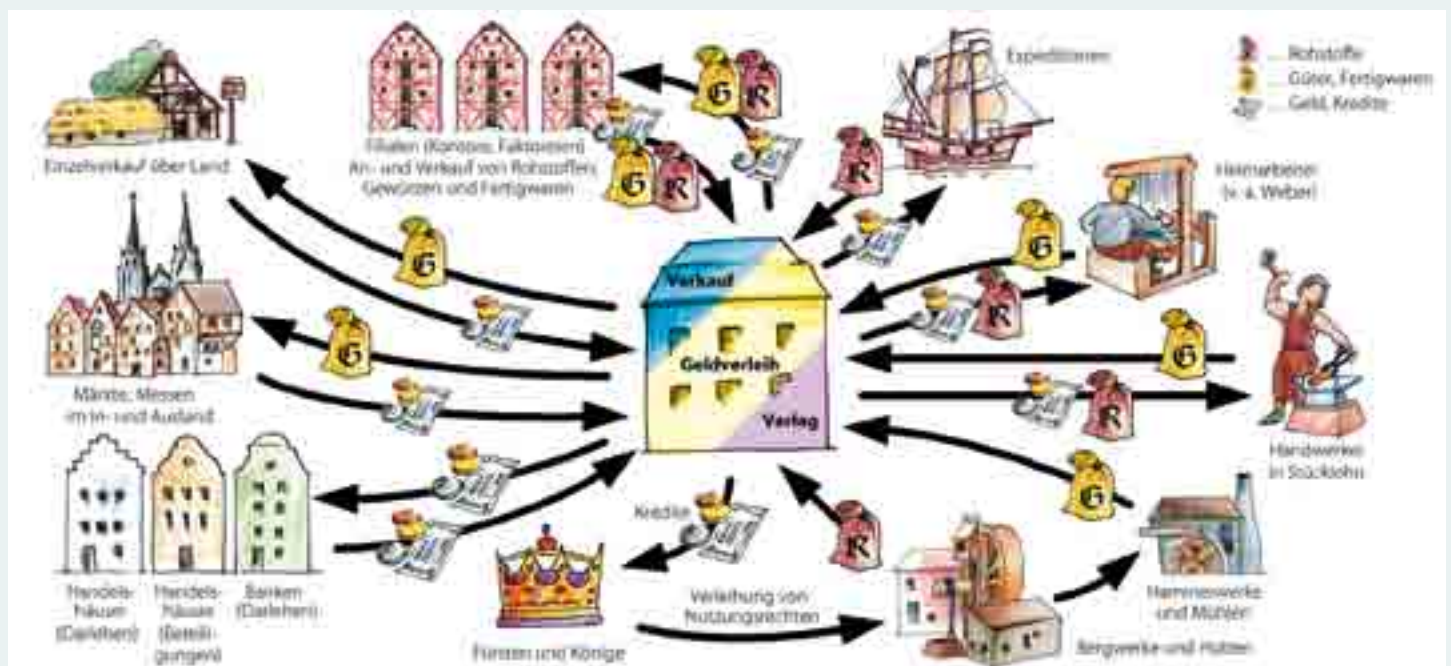 Einzelverkauf über Land
Filialen (Kontore, Faktoreien)
An- und Verkauf von Rohstoffen,
Gewürzen und Fertigwaren
Expeditionen
Rohstoffe
Güter, Fertigwaren
Geld, Kredite
Heimarbeiter
(v. a. Weber)
Märkte, Messen
im In- und Ausland
Verkauf
Geldverleih
Verlag
Handwerker
in Stücklohn
Handels-
häuser
(Darlehen)
Handels-
häuser
(Beteili-
gungen)
Banken
(Darlehen)
Kredite
Fürsten und Könige
Verleihung von
Nutzungsrechten
Bergwerke und Hütten
Hammerwerke
und Mühlen
G
R
G
R
R
G
G
R
G
G
R
G
G
R